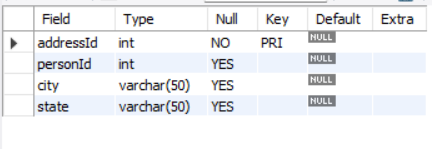 Field Type Null Key Default Extra
addressId int NO PRI NULL
personId int YES NULL
city varchar(50) YES NULL
state varchar(50) YES NULL